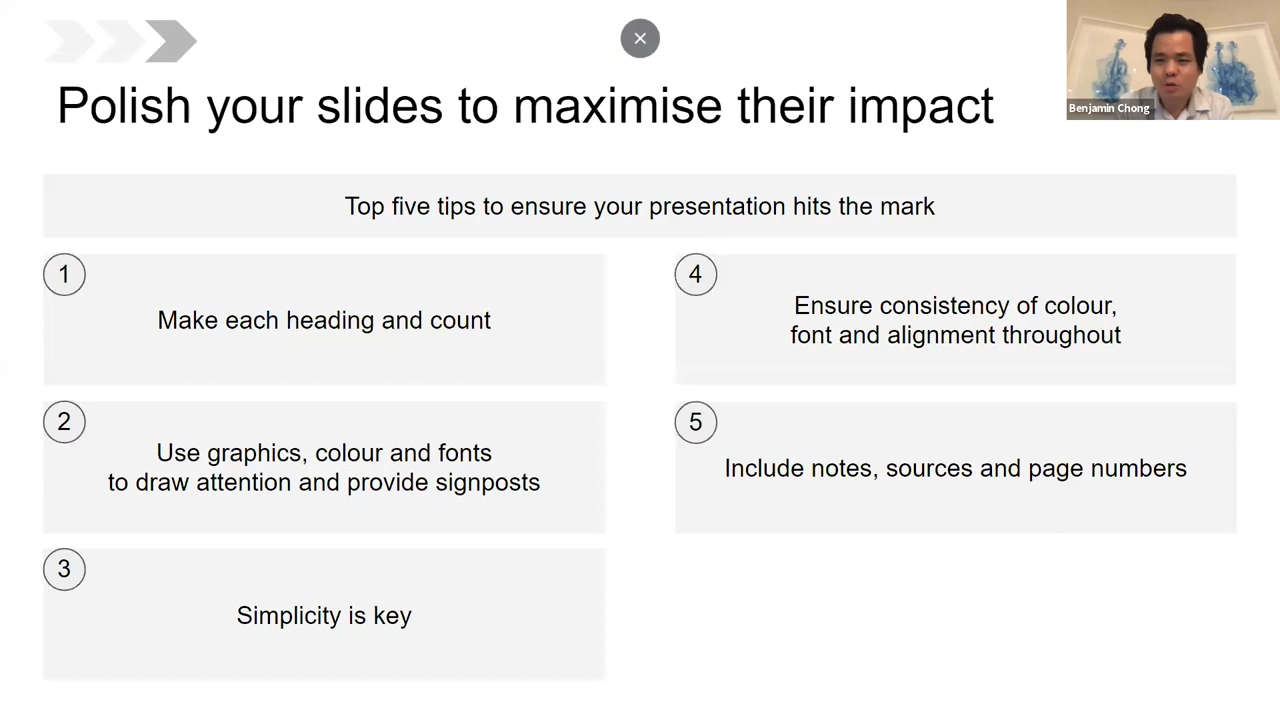 Polish your slides to maximise their impact
Benjamin Chong
Top five tips to ensure your presentation hits the mark
1
Make each heading and count
2
Use graphics, colour and fonts
to draw attention and provide signposts
3
Simplicity is key
4
Ensure consistency of colour,
font and alignment throughout
5
Include notes, sources and page numbers